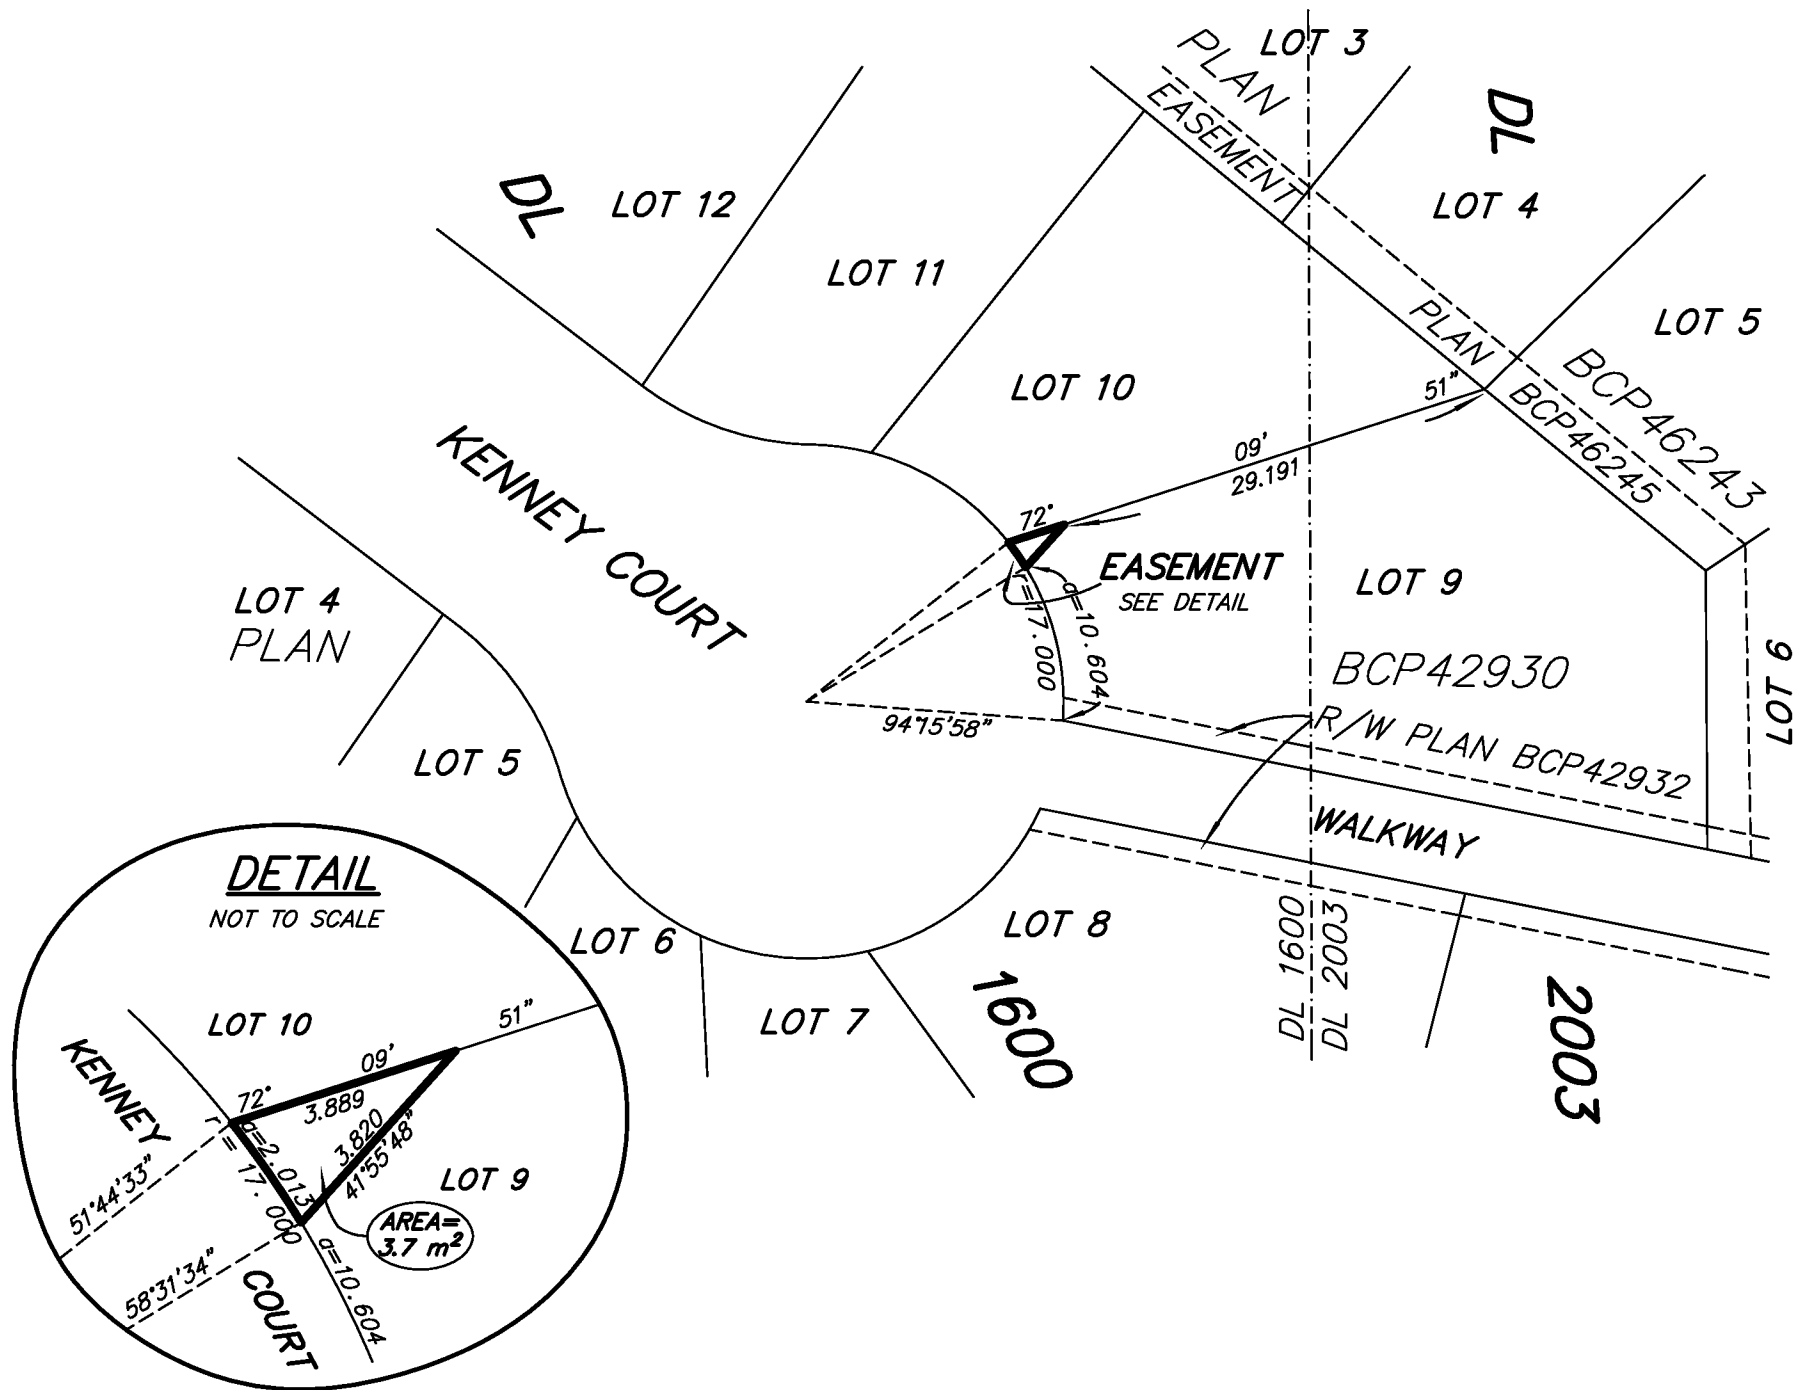 LOT 3
PLAN
DL
EASEMENT
DL
LOT 12
LOT 4
LOT 11
PLAN
LOT 5
BCP46243
LOT 10
51"
BCP46245
KENNEY COURT
09'
29.191
72°
EASEMENT
SEE DETAIL
LOT 9
r=17.000
a=10.604
LOT 4
PLAN
BCP42930
LOT 6
94°15'58"
R/W PLAN BCP42932
LOT 5
WALKWAY
DETAIL
NOT TO SCALE
LOT 6
LOT 8
DL 1600
DL 2003
1600
2003
LOT 7
LOT 10
51"
KENNEY
09'
72°
3.889
3.820
41°55'48"
r = 17.000
a=2.013
LOT 9
51°44'33"
AREA=
3.7 m²
58°31'34"
a=10.604
COURT